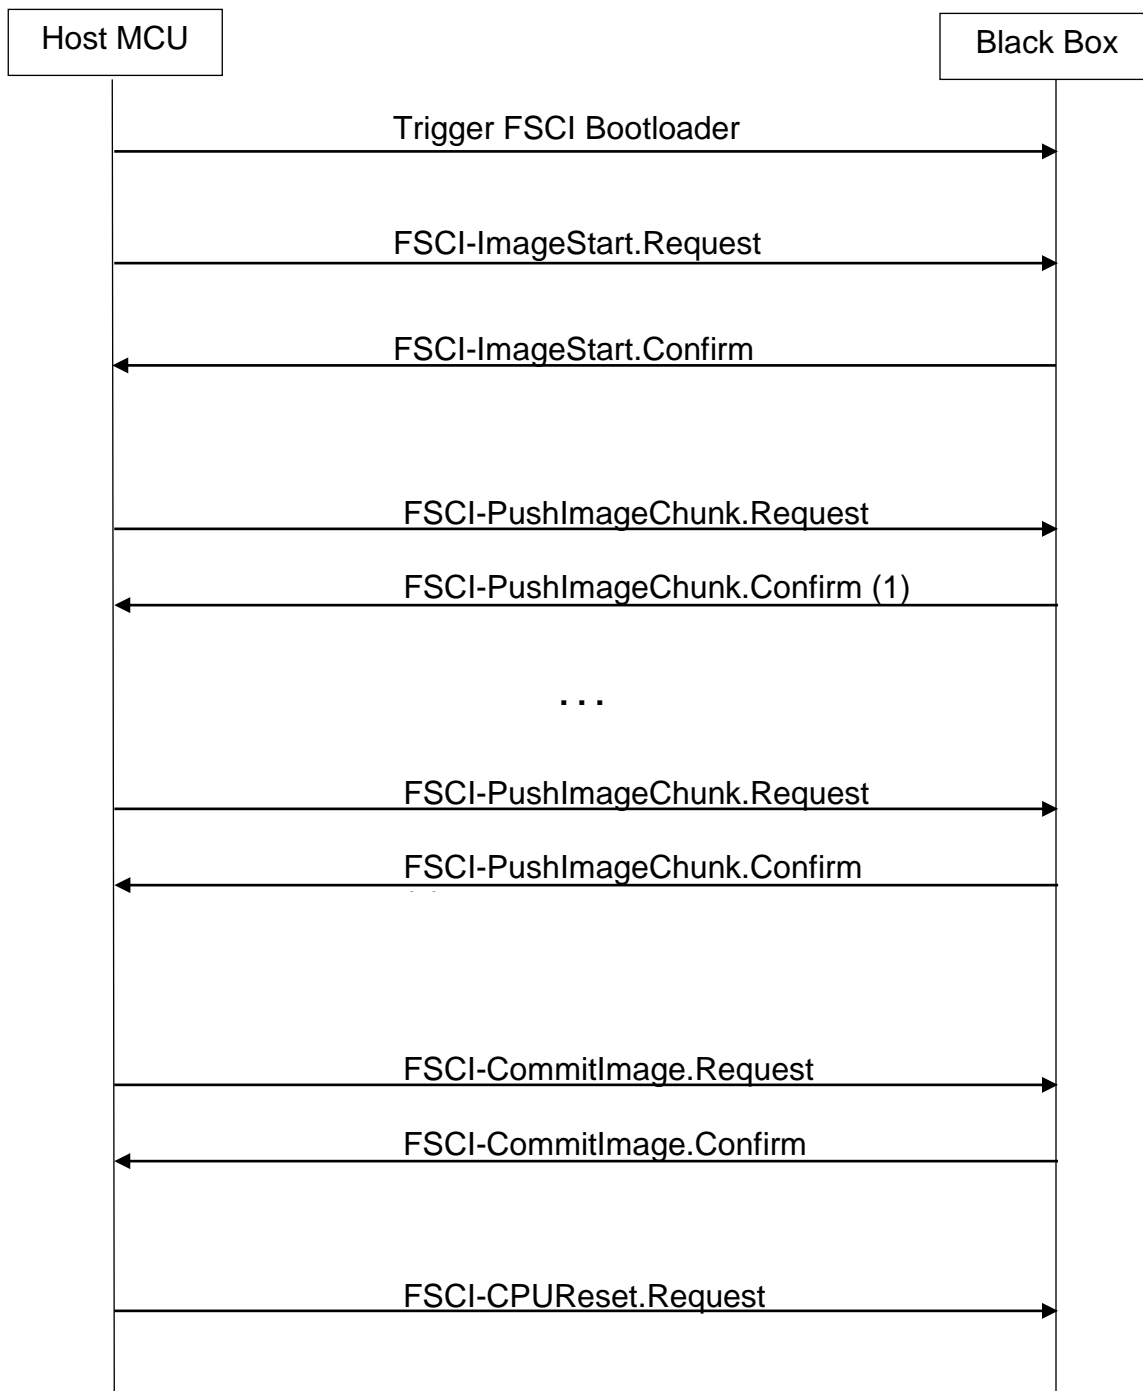 Host MCU
Black Box
Trigger FSCI Bootloader
FSCI-ImageStart.Request
FSCI-ImageStart.Confirm
FSCI-PushImageChunk.Request
FSCI-PushImageChunk.Confirm (1)
. . .
FSCI-PushImageChunk.Request
FSCI-PushImageChunk.Confirm
FSCI-CommitImage.Request
FSCI-CommitImage.Confirm
FSCI-CPUReset.Request